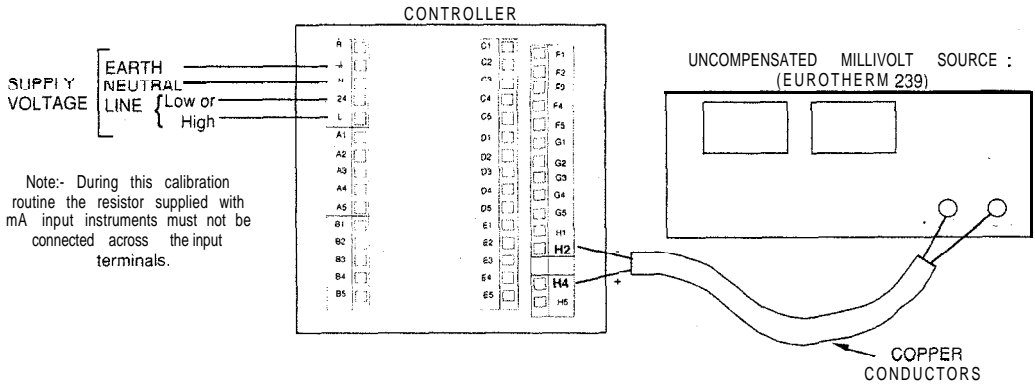 CONTROLLER
UNCOMPENSATED MILLIVOLT SOURCE :
(EUROTHERM 239)
SUPPLY
VOLTAGE
EARTH
NEUTRAL
LINE { Low or
High
Note:- During this calibration
routine the resistor supplied with
mA input instruments must not be
connected across the input
terminals.
R
N
24
L
A1
A2
A3
A4
A5
B1
B2
B3
B4
B5
C1
C2
C3
C4
C5
D1
D2
D3
D4
D5
E1
E2
E3
E4
E5
F1
F2
F3
F4
F5
G1
G2
G3
G4
G5
H1
H2
-
H4
+
H5
COPPER
CONDUCTORS